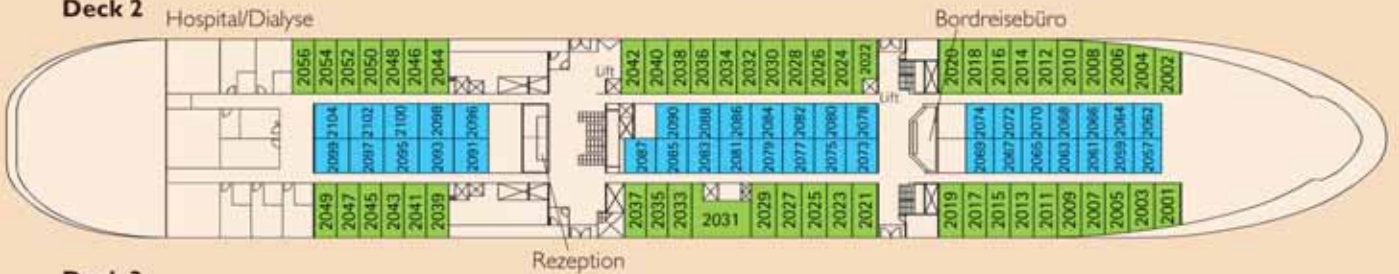 Deck 2
Hospital/Dialyse
Bordreisebüro
2056 2054 2052 2050 2048 2046 2044
2042 2040 2038 2036 2034 2032 2030 2028 2026 2024 2022
2020 2018 2016 2014 2012 2010 2008 2006 2004 2002
Lift
Lift
2104 2102 2100 2098 2096
2090 2088 2086 2084 2082 2080 2078
2074 2072 2070 2068 2066 2064 2062
2099 2097 2095 2093 2091
2087 2085 2083 2081 2079 2077 2075 2073
2069 2067 2065 2063 2061 2059 2057
2049 2047 2045 2043 2041 2039
2037 2035 2033 2031 2029 2027 2025 2023 2021
2019 2017 2015 2013 2011 2009 2007 2005 2003 2001
Rezeption